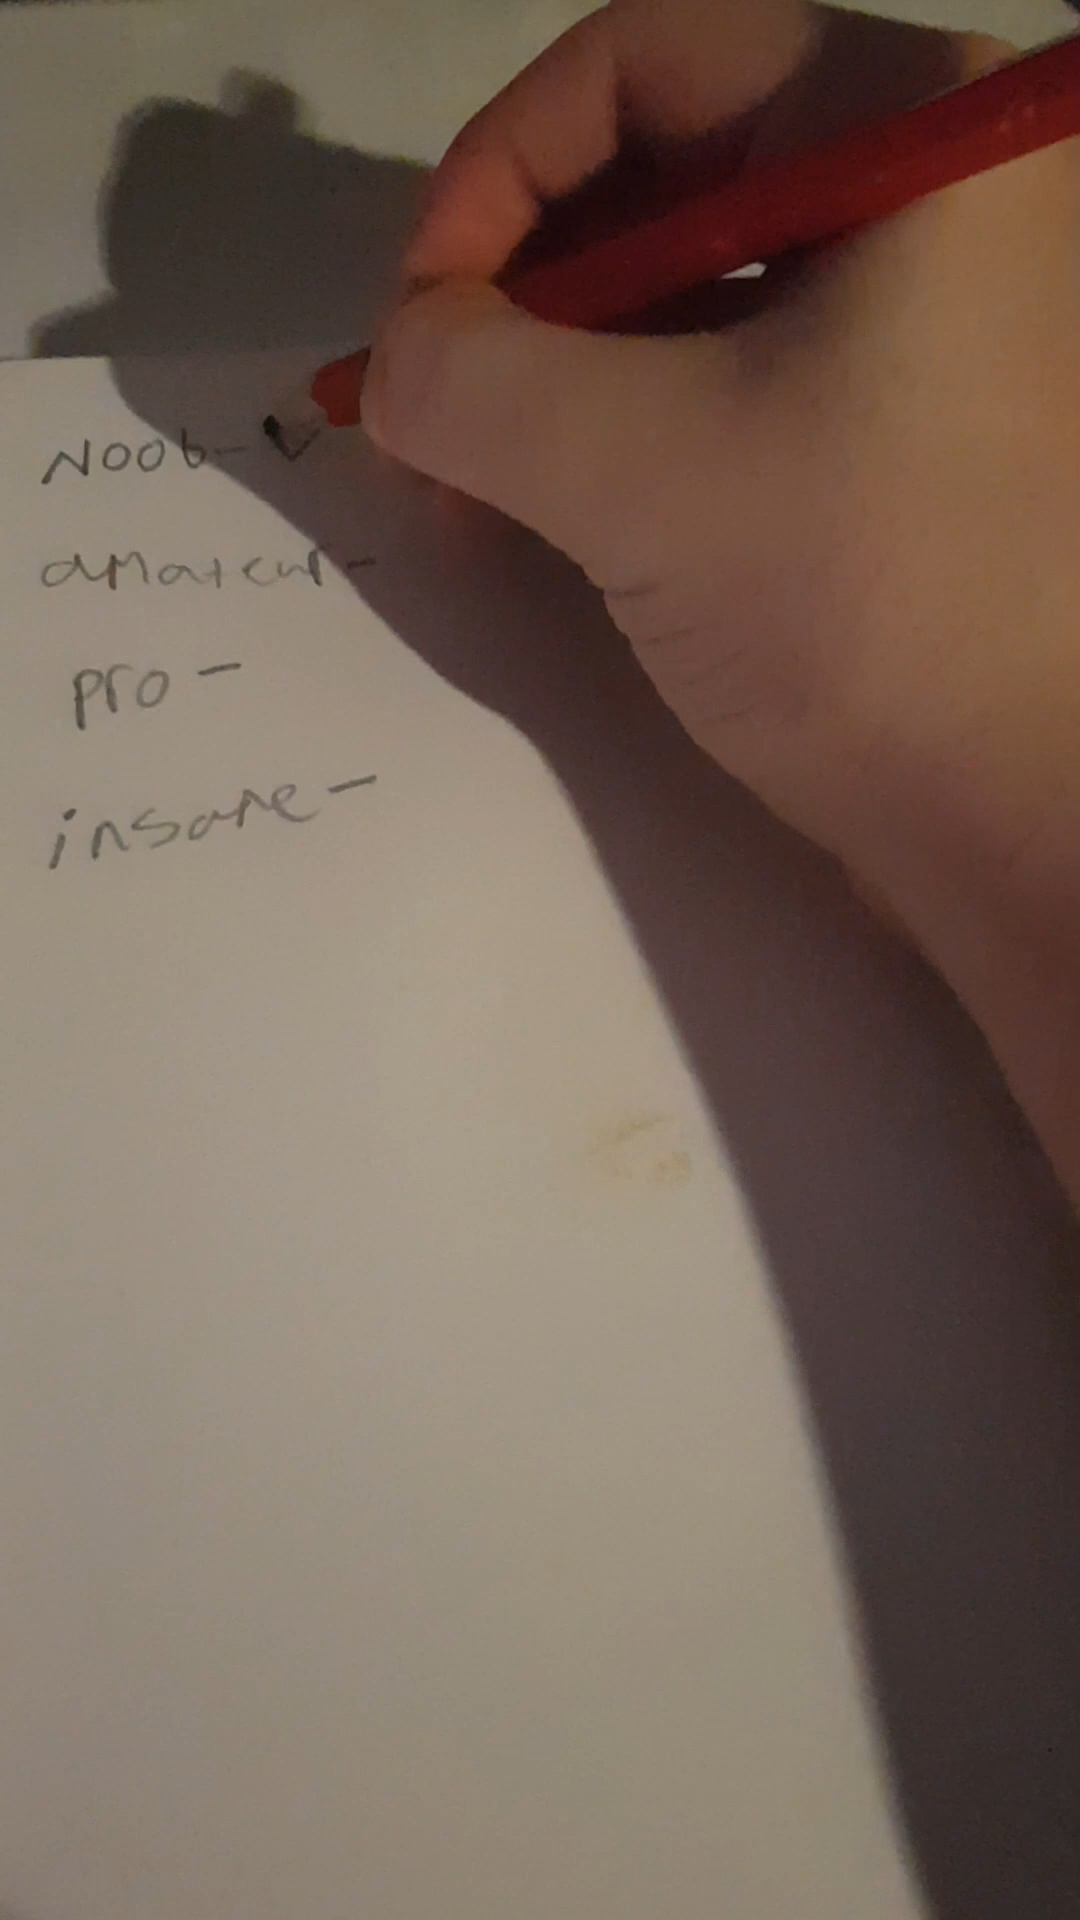 Noob- ✓
amateur-
pro -
insane -